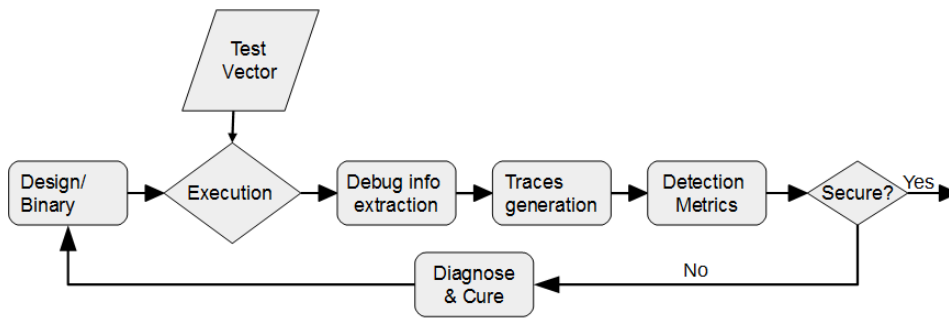 Test
Vector
Design/
Binary
Execution
Debug info
extraction
Traces
generation
Detection
Metrics
Secure?
Yes
No
Diagnose
& Cure